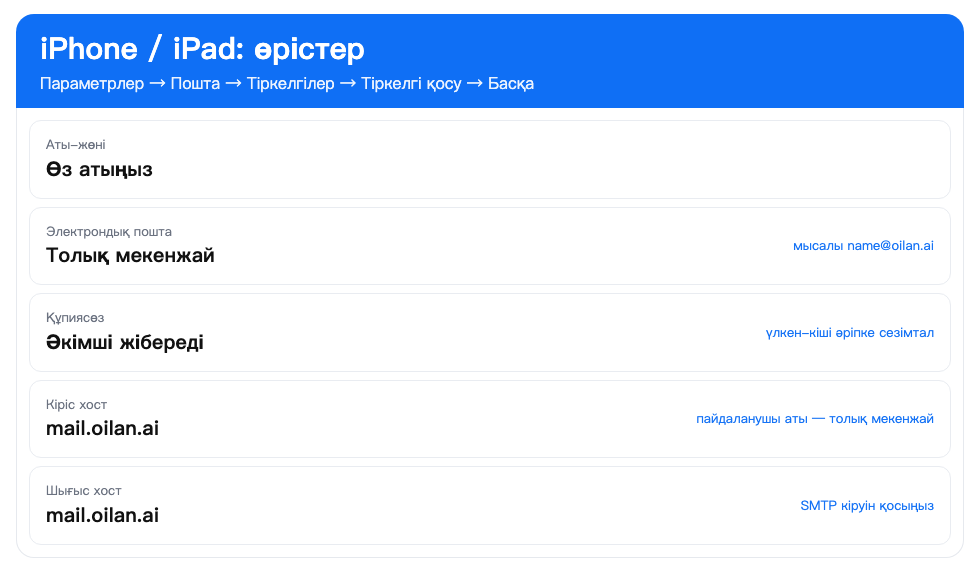 iPhone / iPad: өрістер
Параметрлер → Пошта → Тіркелгілер → Тіркелгі қосу → Басқа
Аты-жөні
Өз атыңыз
Электрондық пошта
Толық мекенжай
мысалы name@oilan.ai
Құпиясөз
Әкімші жібереді
үлкен-кіші әріпке сезімтал
Кіріс хост
mail.oilan.ai
пайдаланушы аты — толық мекенжай
Шығыс хост
mail.oilan.ai
SMTP кіруін қосыңыз